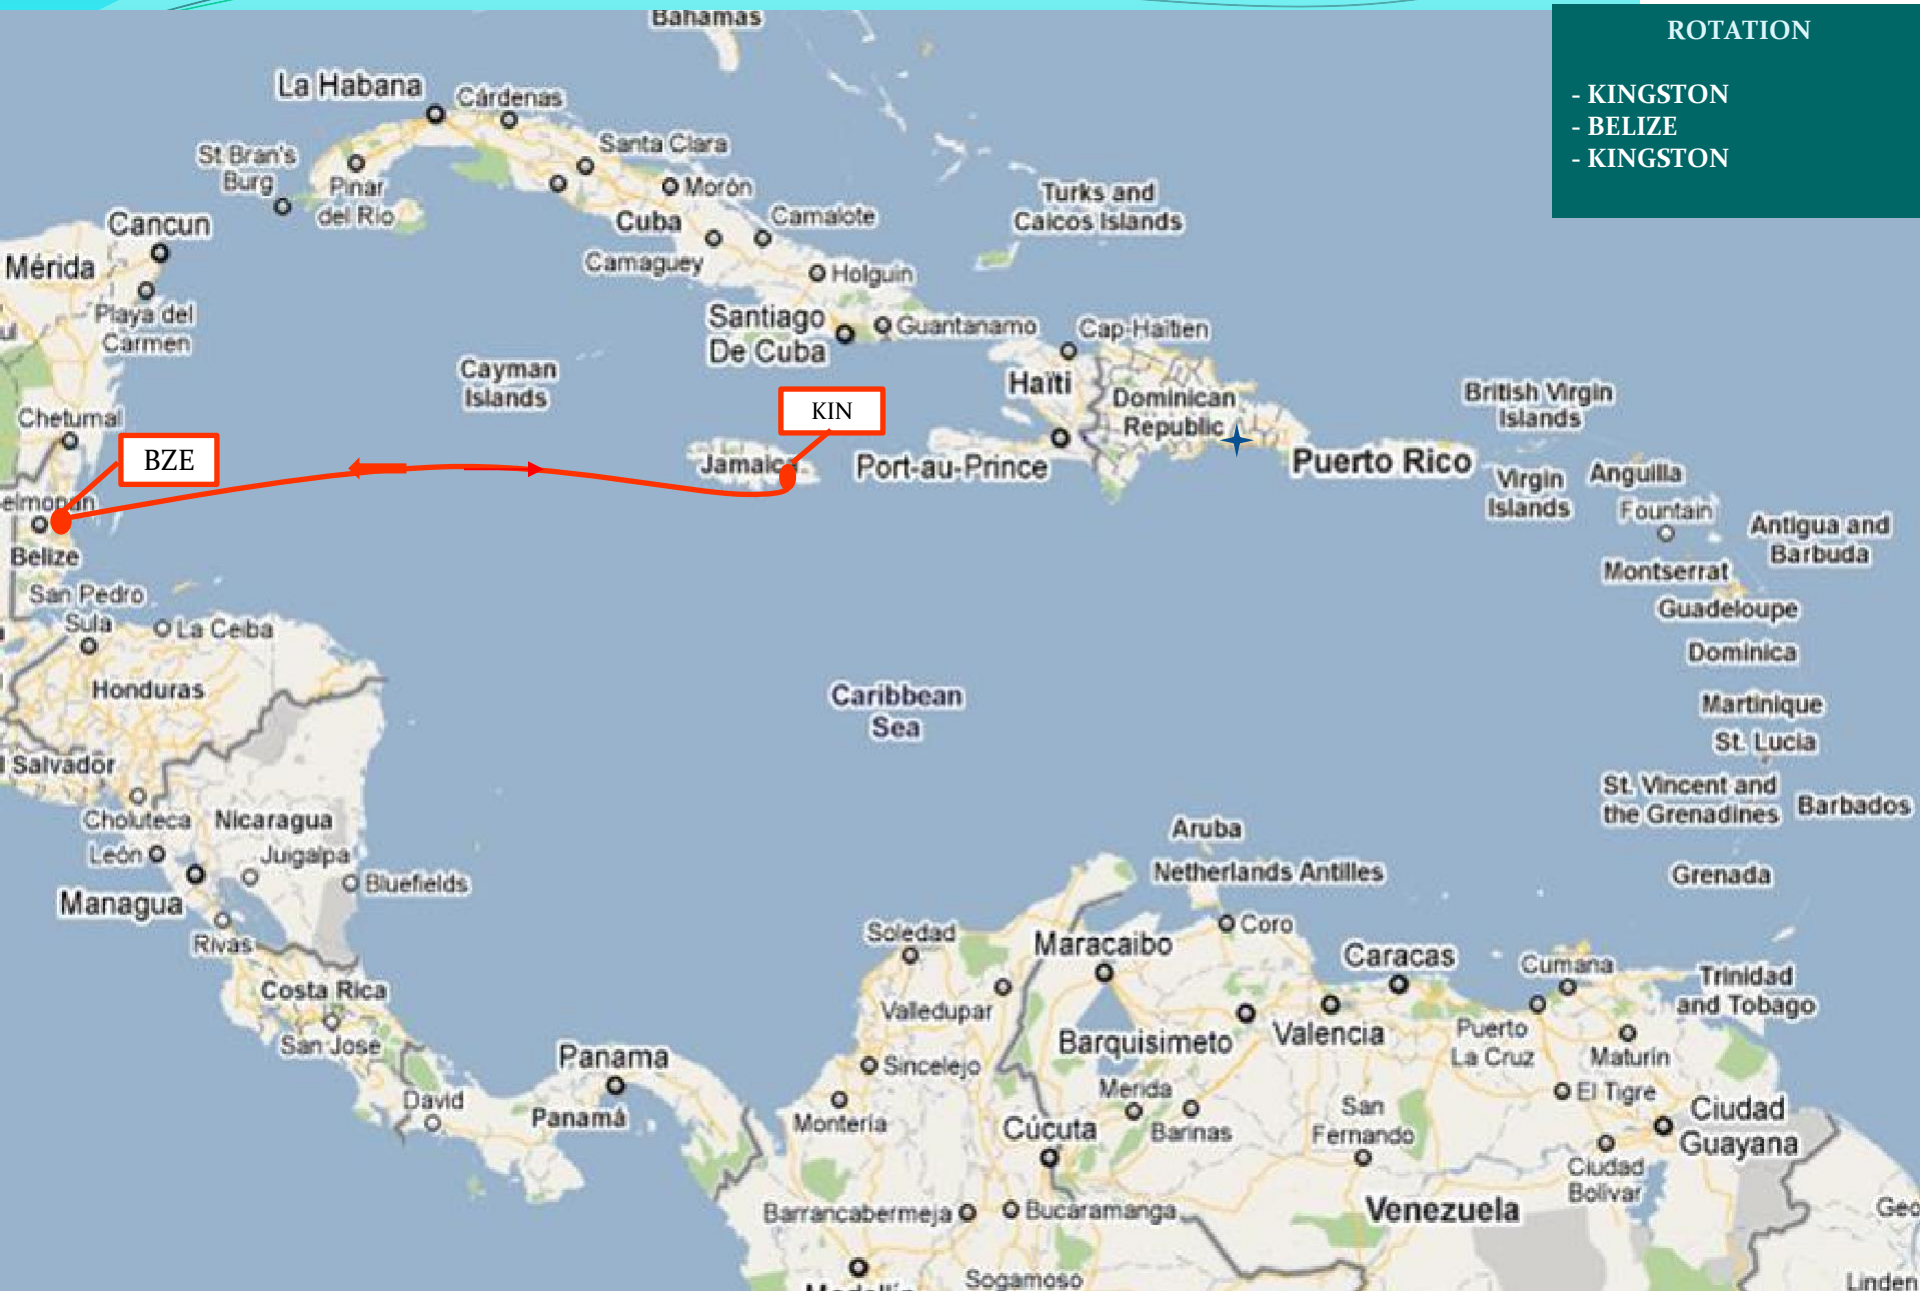 Bahamas
ROTATION
- KINGSTON
- BELIZE
- KINGSTON
La Habana
Cárdenas
Santa Clara
St Bran's
Burg
Pinar
del Rio
Morón
Turks and
Caicos Islands
Cancun
Cuba
Camalote
Camaguey
Mérida
Holguin
Playa del
Carmen
Santiago
De Cuba
Guantanamo
Cap-Haïtien
Cayman
Islands
Haïti
Dominican
Republic
British Virgin
Islands
KIN
Chetumal
BZE
Jamaica
Port-au-Prince
Puerto Rico
Virgin
Islands
Anguilla
Fountain
Antigua and
Barbuda
elmopan
Belize
Montserrat
San Pedro
Sula
La Ceiba
Guadeloupe
Dominica
Honduras
Caribbean
Sea
Martinique
St. Lucia
Salvador
St. Vincent and
the Grenadines
Barbados
Choluteca
Nicaragua
Aruba
León
Juigalpa
Netherlands Antilles
Grenada
Bluefields
Managua
Rivas
Soledad
Maracaibo
Coro
Caracas
Cumana
Trinidad
and Tobago
Costa Rica
Valledupar
San Jose
Barquisimeto
Valencia
Puerto
La Cruz
Maturin
Panama
Sincelejo
David
Panamá
Merida
El Tigre
Monteria
Cúcuta
Barinas
San
Fernando
Ciudad
Guayana
Ciudad
Bolivar
Barrancabermeja
Bucaramanga
Venezuela
Geo
Sogamoso
Linden